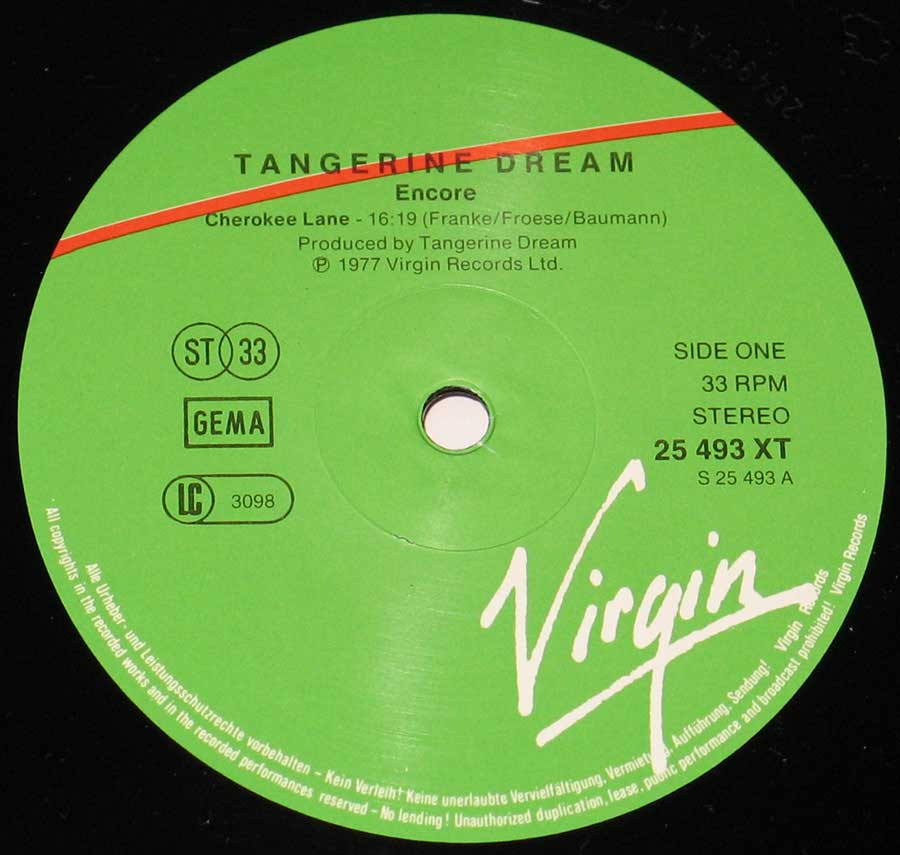 TANGERINE DREAM
Encore
Cherokee Lane - 16:19 (Franke/Froese/Baumann)
Produced by Tangerine Dream
℗ 1977 Virgin Records Ltd.
ST 33
GEMA
LC 3098
SIDE ONE
33 RPM
STEREO
25 493 XT
S 25 493 A
Virgin
Alle Urheber- und Leistungsschutzrechte vorbehalten – Kein Verleih! Keine unerlaubte Vervielfältigung, Aufführung, Sendung! Virgin Records
All copyrights in the recorded works and in the recorded performances reserved – No lending! Unauthorized duplication, lease, public performance and broadcast prohibited! Virgin Records